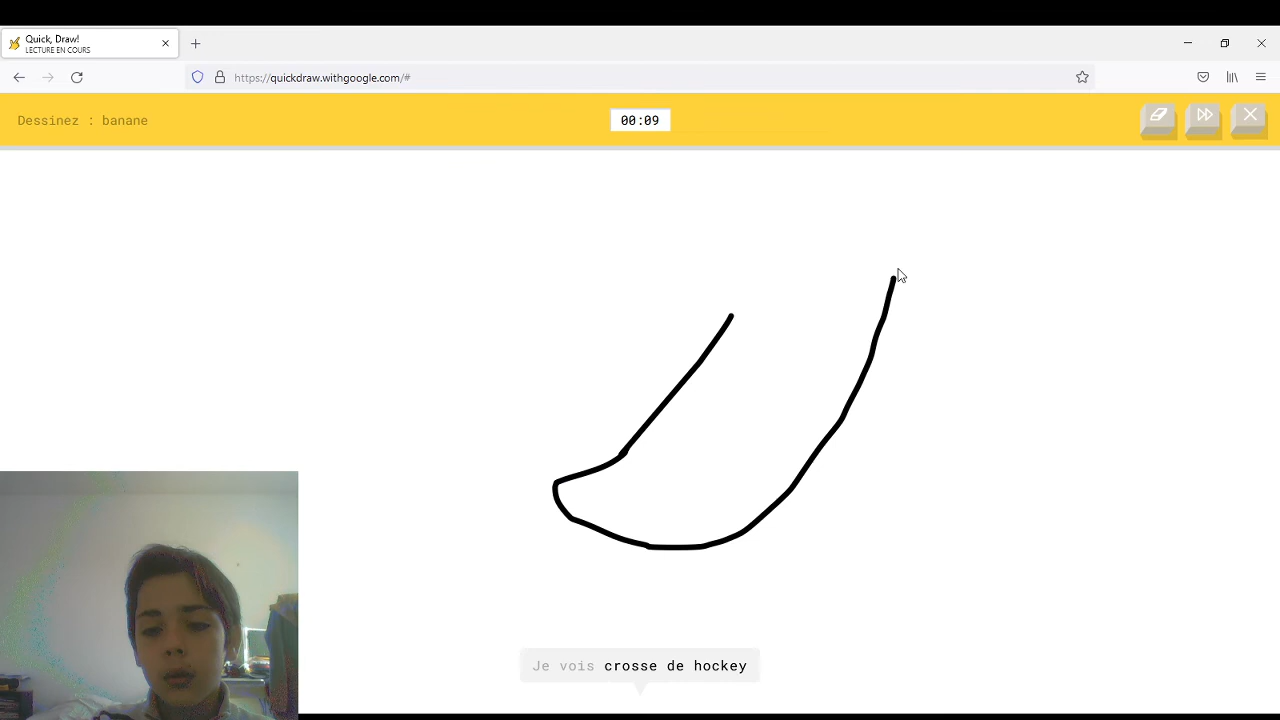 Quick, Draw!
LECTURE EN COURS
https://quickdraw.withgoogle.com/#
Dessinez : banane
00:09
Je vois crosse de hockey